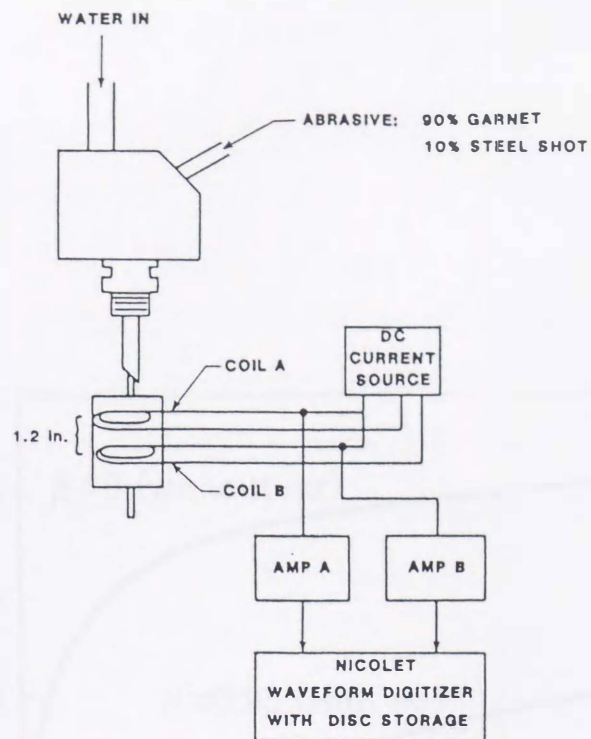 WATER IN
ABRASIVE: 90% GARNET
10% STEEL SHOT
DC
CURRENT
SOURCE
COIL A
1.2 in.
COIL B
AMP A
AMP B
NICOLET
WAVEFORM DIGITIZER
WITH DISC STORAGE